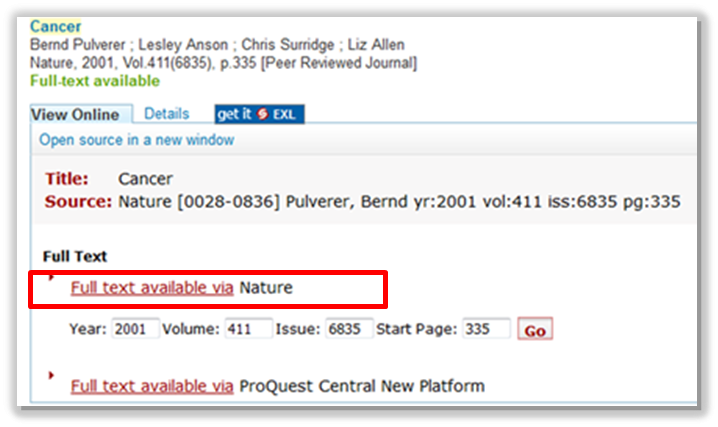 Cancer
Bernd Pulverer ; Lesley Anson ; Chris Surridge ; Liz Allen
Nature, 2001, Vol.411(6835), p.335 [Peer Reviewed Journal]
Full-text available
View Online Details get it S EXL
Open source in a new window
Title: Cancer
Source: Nature [0028-0836] Pulverer, Bernd yr:2001 vol:411 iss:6835 pg:335
Full Text
Full text available via Nature
Year: 2001 Volume: 411 Issue: 6835 Start Page: 335 Go
Full text available via ProQuest Central New Platform